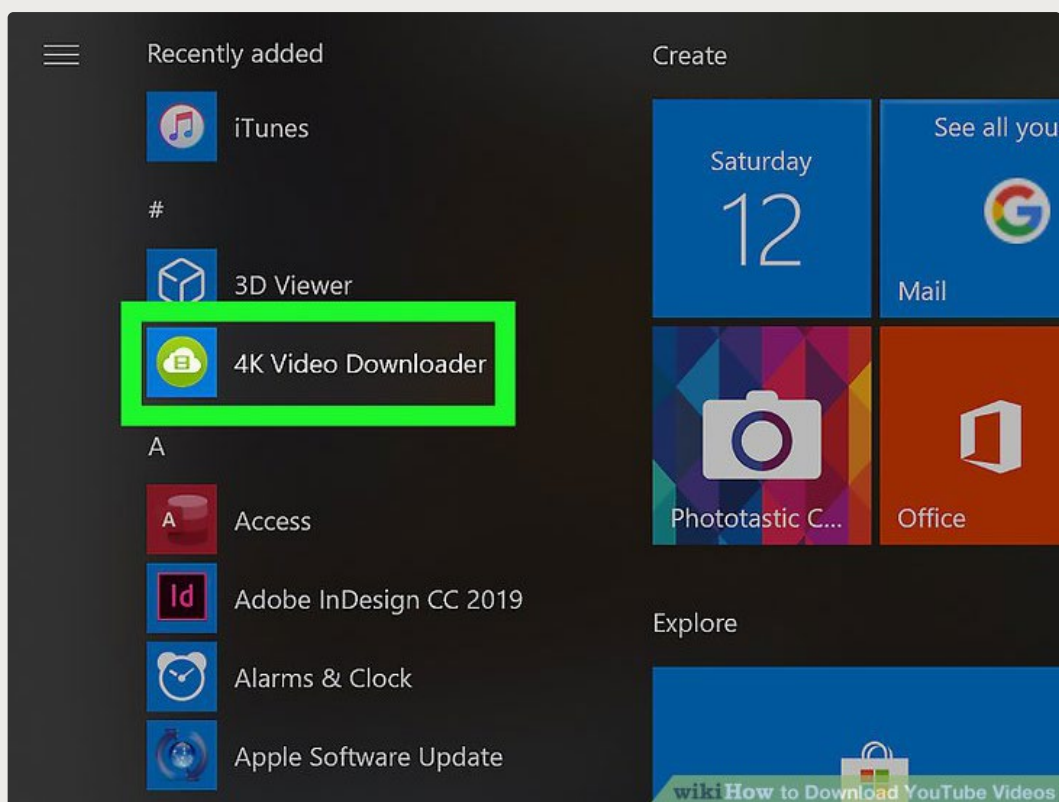 Recently added
iTunes
#
3D Viewer
4K Video Downloader
A
A
Access
Id
Adobe InDesign CC 2019
Alarms & Clock
Apple Software Update
Create
Saturday
12
See all you
G
Mail
Phototastic C...
Office
Explore
wikiHow to Download YouTube Videos